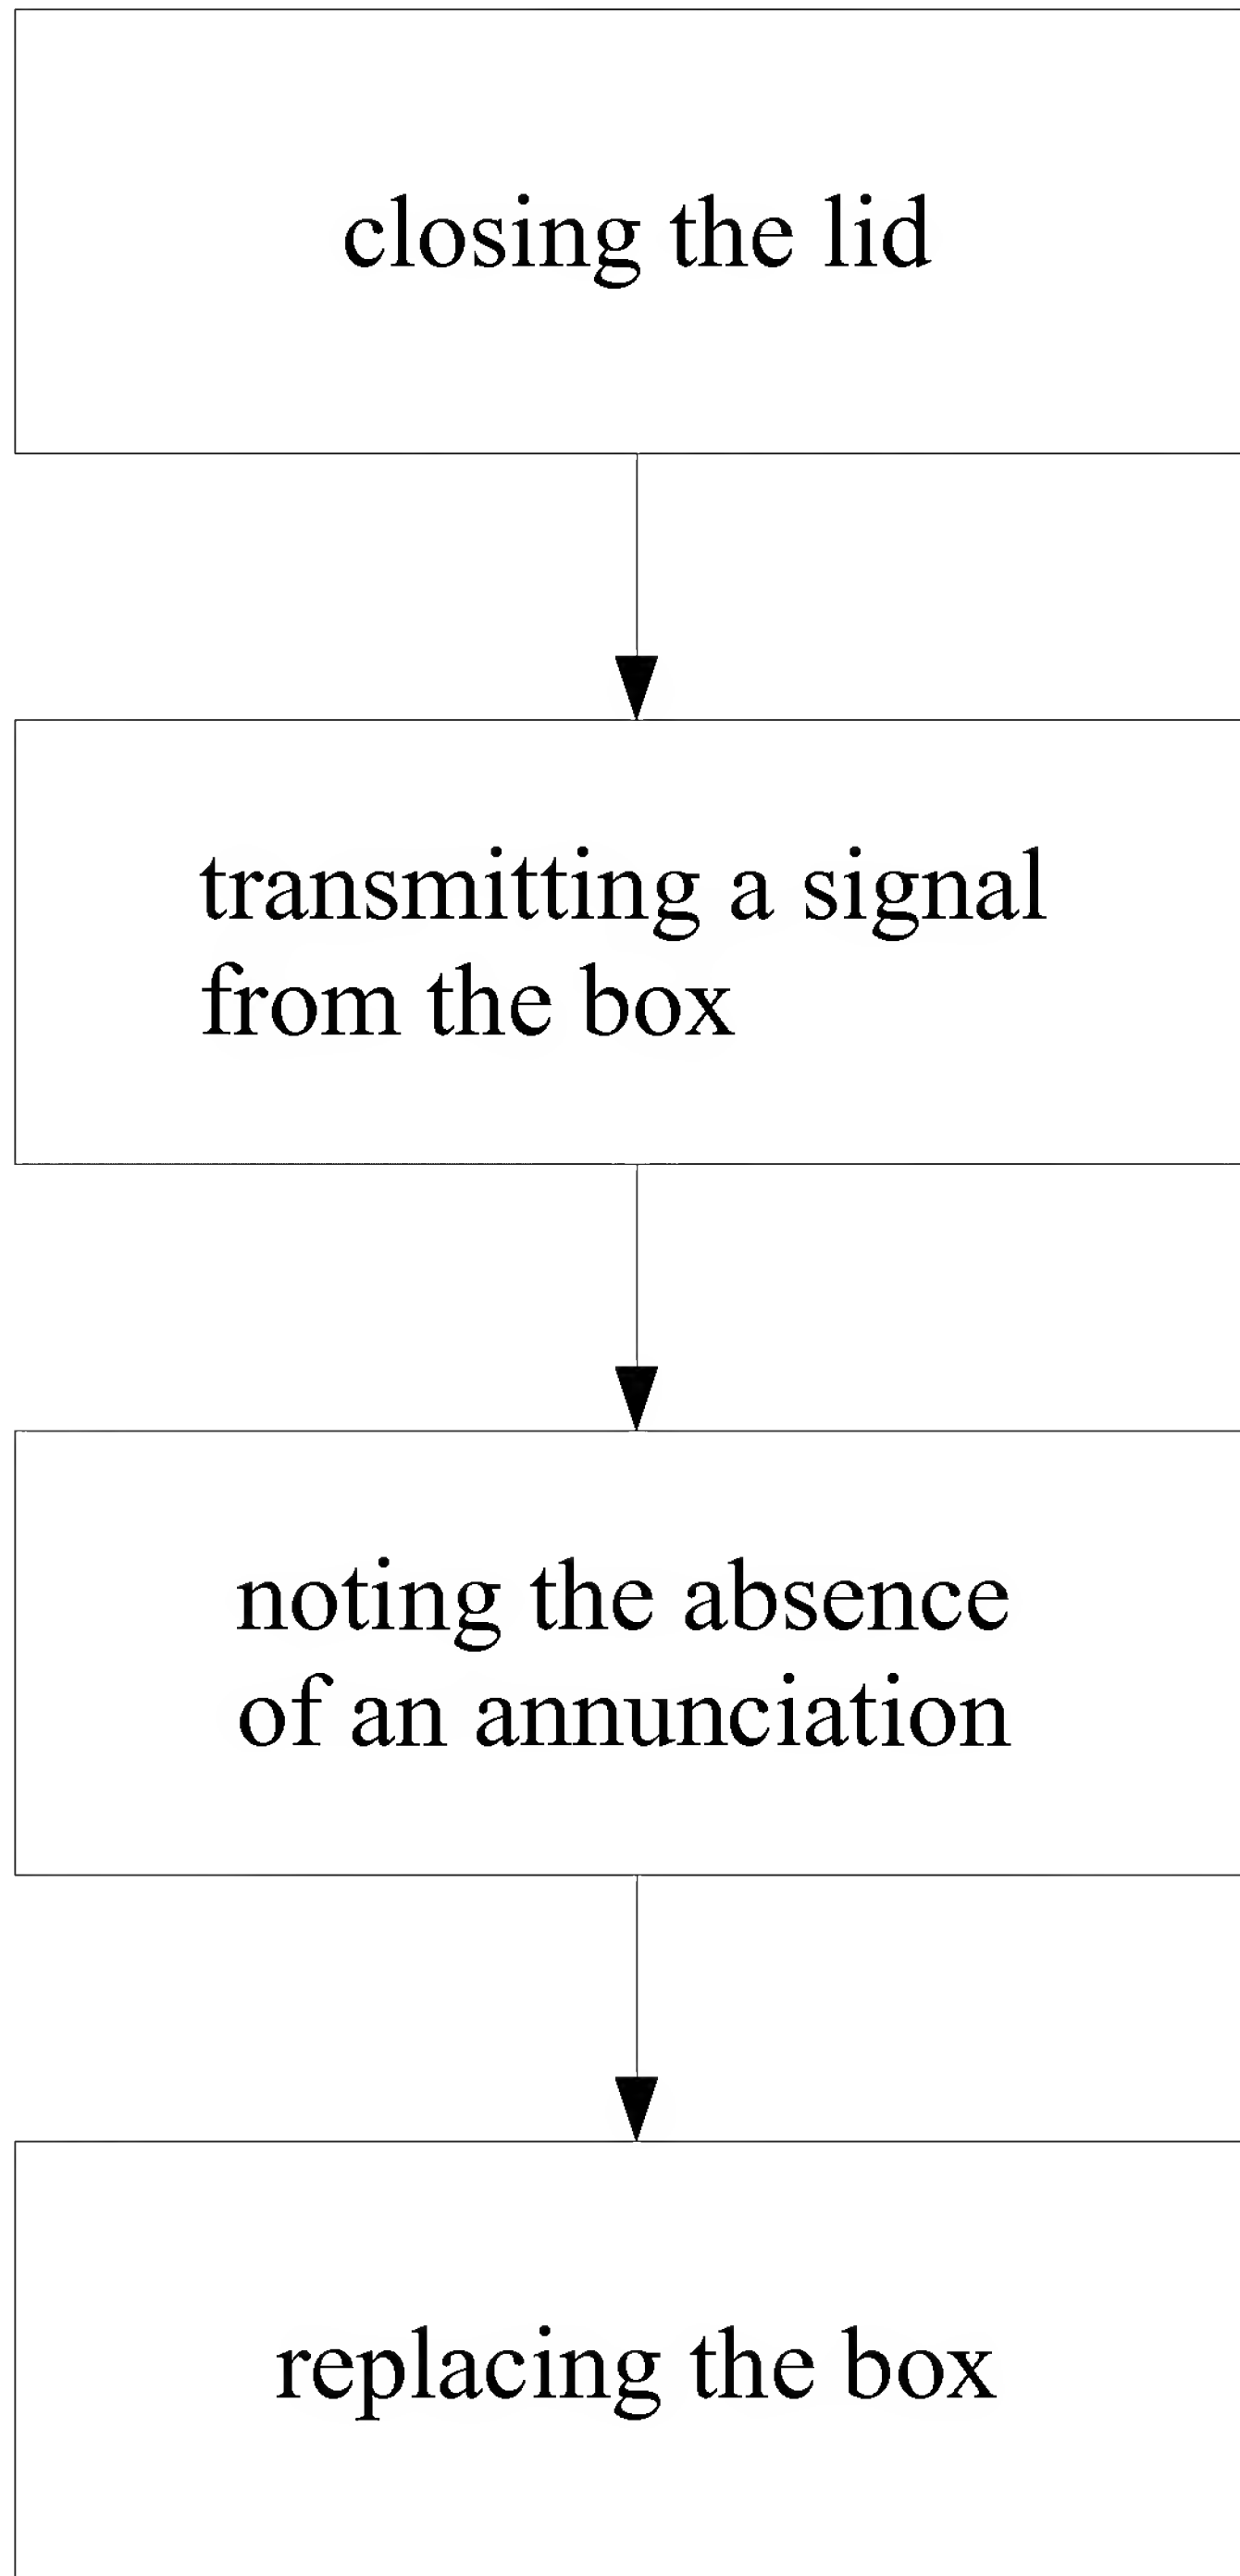 closing the lid
transmitting a signal
from the box
noting the absence
of an annunciation
replacing the box